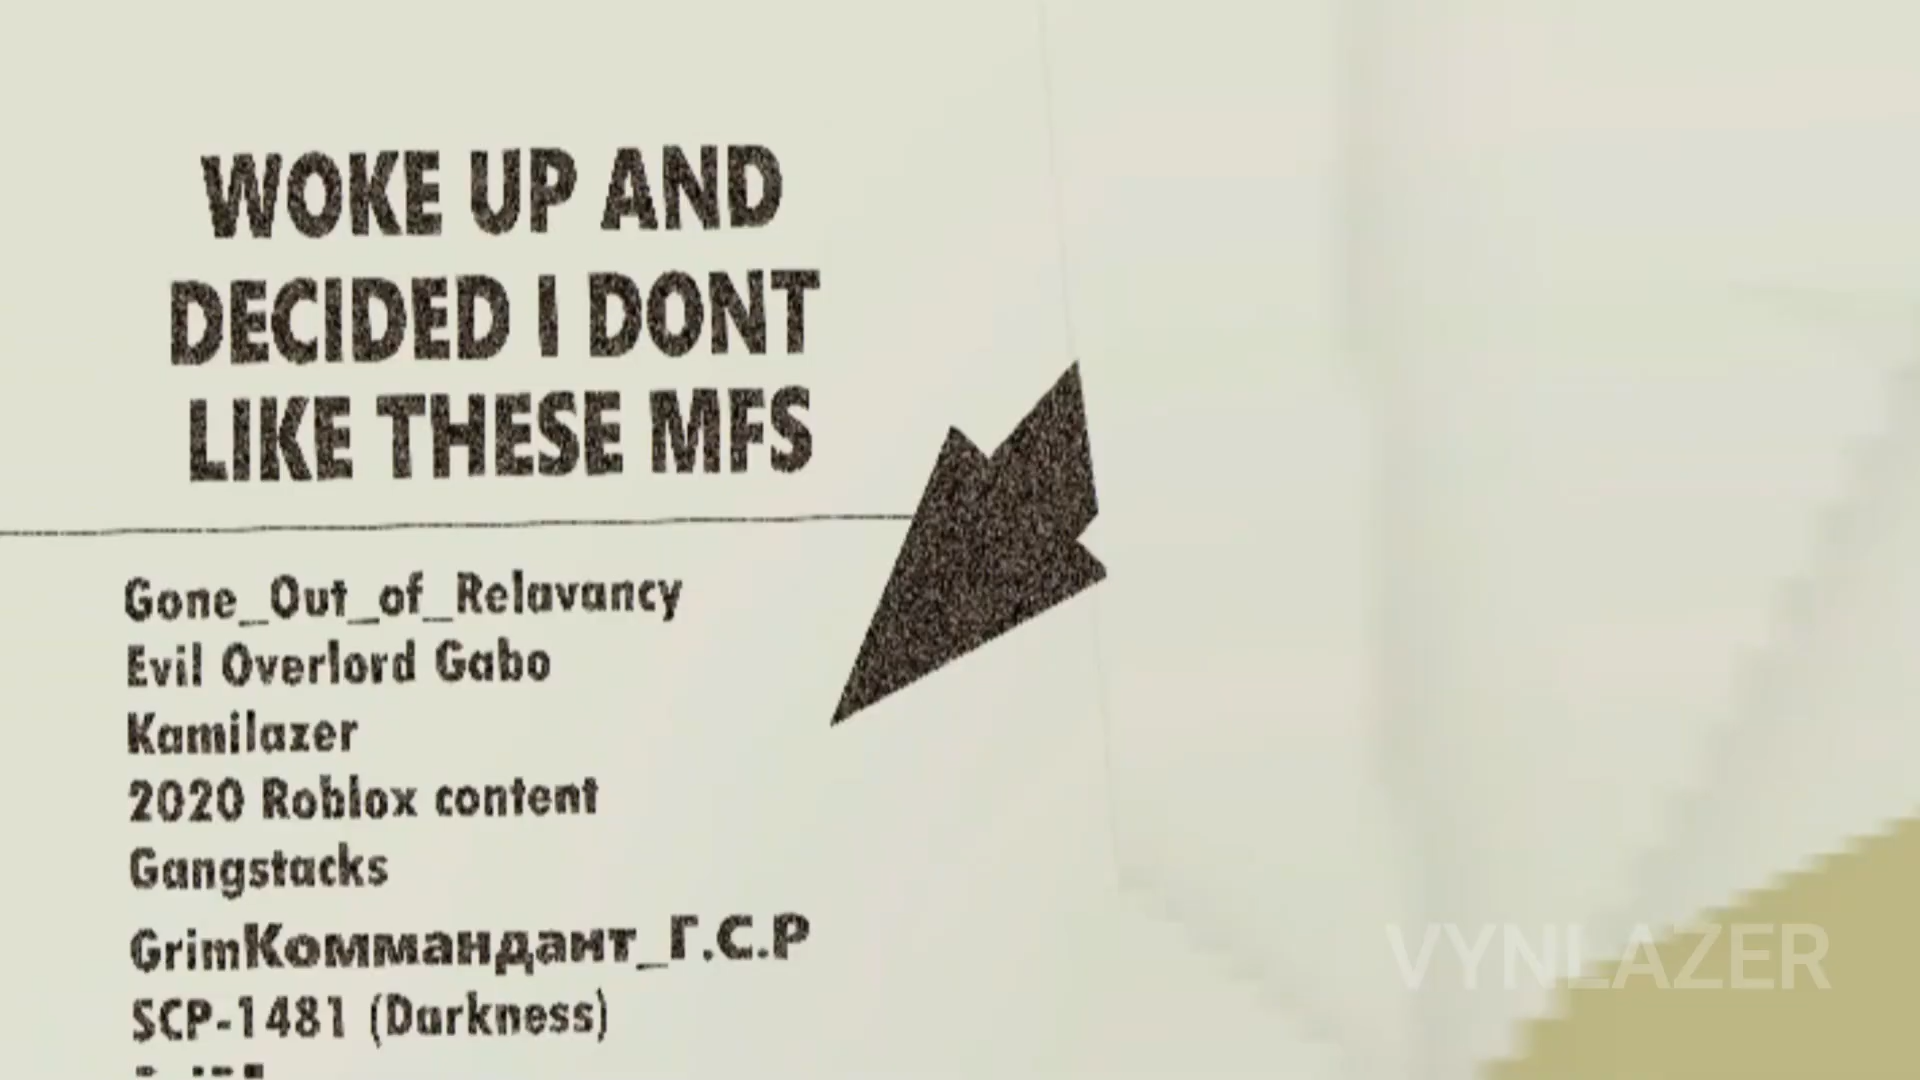 WOKE UP AND
DECIDED I DONT
LIKE THESE MFS
Gone_Out_of_Relavancy
Evil Overlord Gabo
Kamilazer
2020 Roblox content
Gangstacks
GrimКоммандант_Г.С.Р
SCP-1481 (Darkness)
VYNLAZER